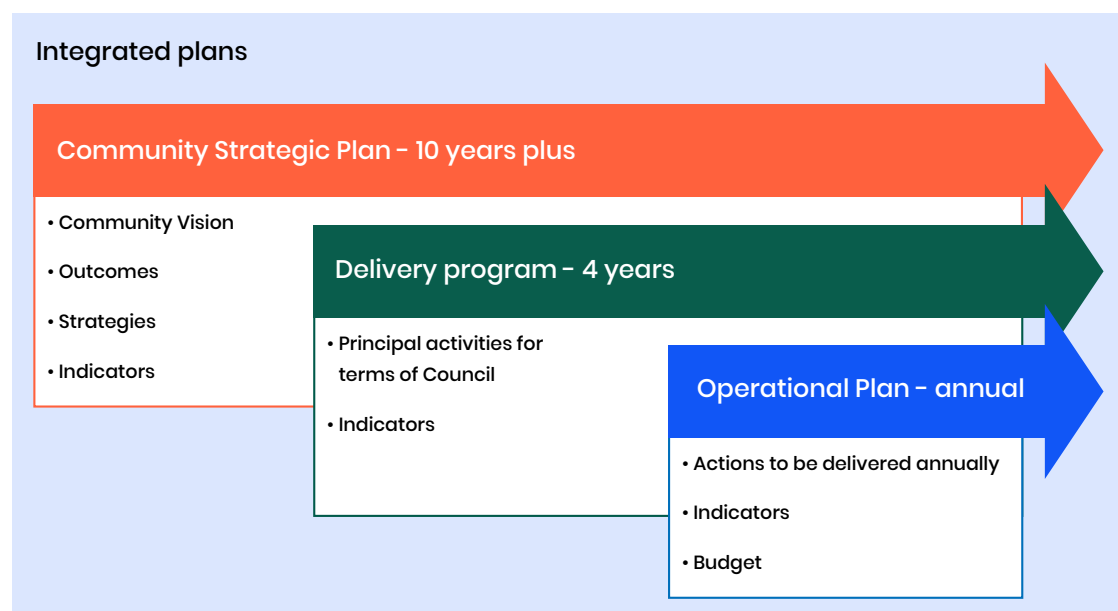 Integrated plans
Community Strategic Plan - 10 years plus
• Community Vision
• Outcomes
• Strategies
• Indicators
Delivery program - 4 years
• Principal activities for
terms of Council
• Indicators
Operational Plan - annual
• Actions to be delivered annually
• Indicators
• Budget